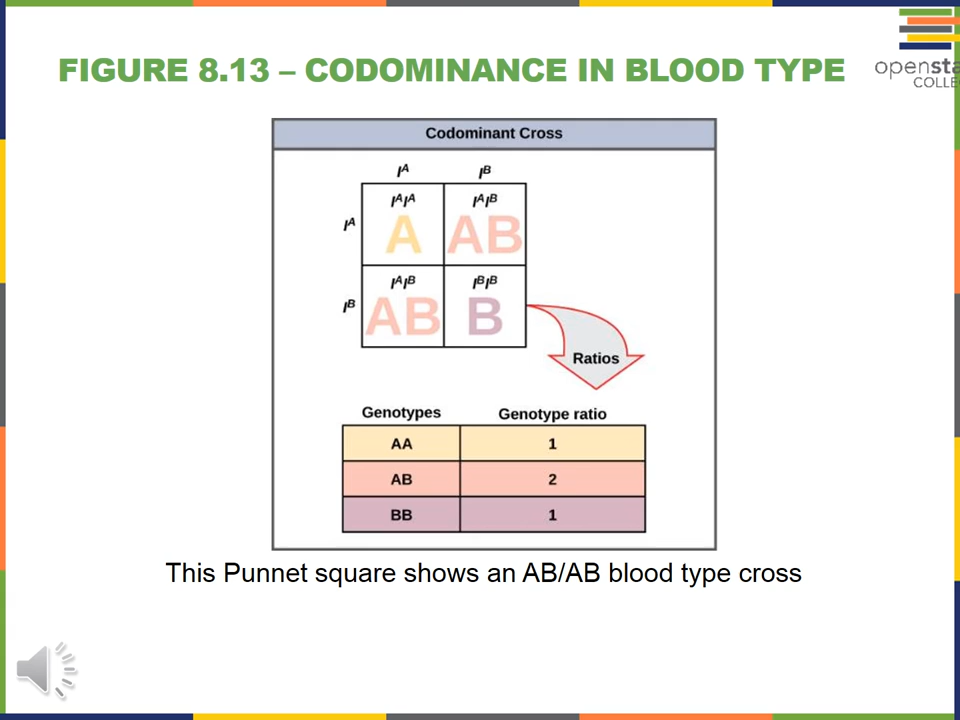 FIGURE 8.13 – CODOMINANCE IN BLOOD TYPE
opensta
COLLE
Codominant Cross
Iᴬ Iᴮ
Iᴬ IᴬIᴬ IᴬIᴮ
A AB
Iᴮ IᴬIᴮ IᴮIᴮ
AB B
Ratios
Genotypes Genotype ratio
AA 1
AB 2
BB 1
This Punnet square shows an AB/AB blood type cross